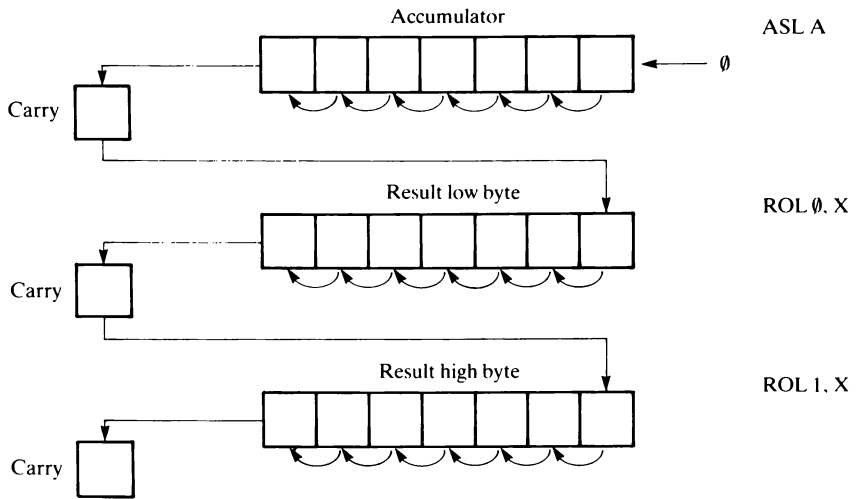 Accumulator
ASL A
Ø
Carry
Result low byte
ROL Ø, X
Carry
Result high byte
ROL 1, X
Carry